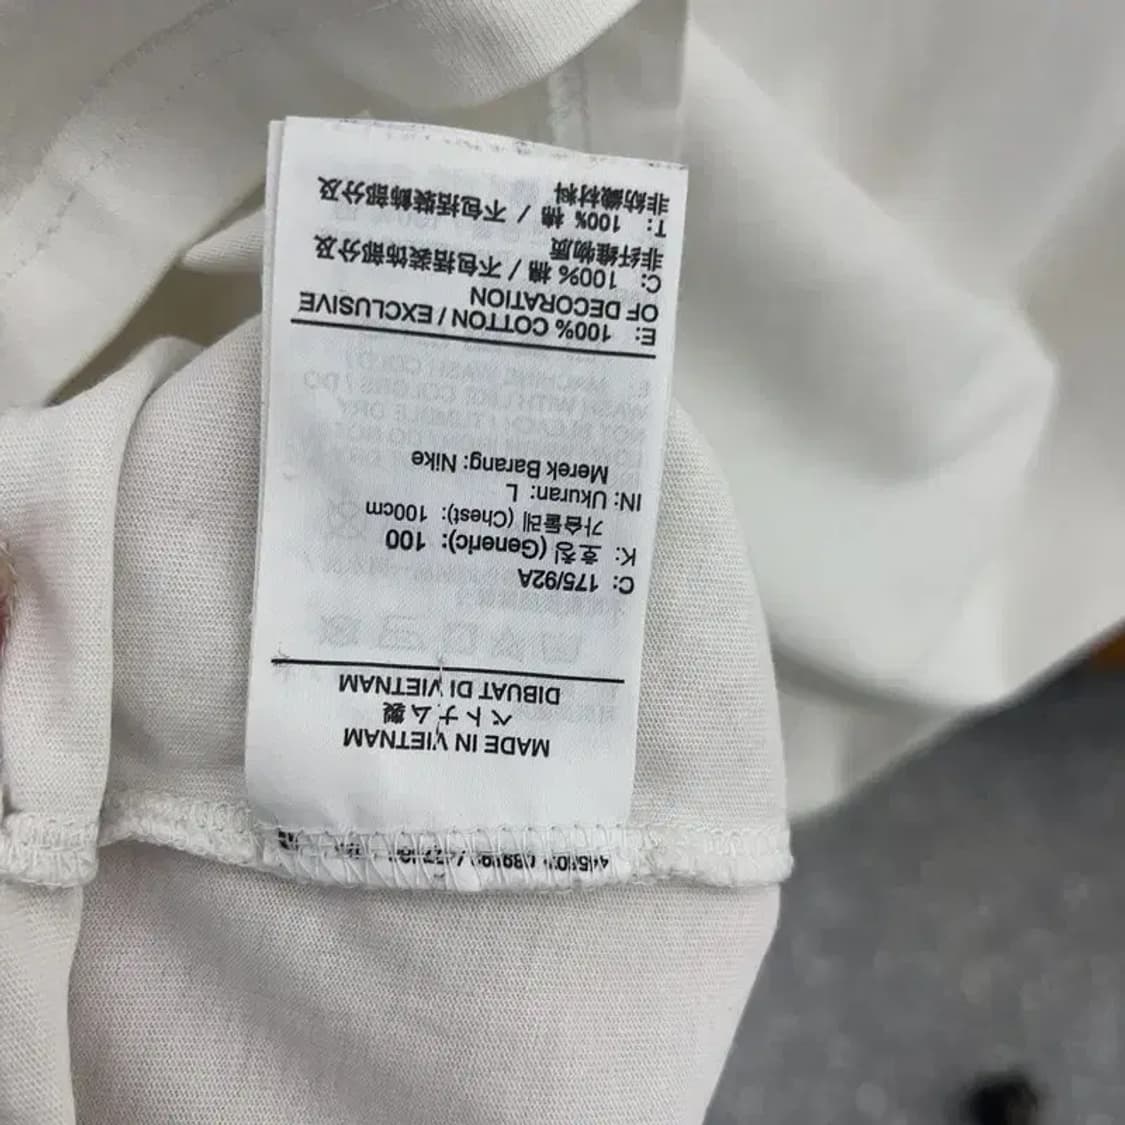 MADE IN VIETNAM
ベトナム製
DIBUAT DI VIETNAM
C: 175/92A
K: 호칭 (Generic): 100
가슴둘레 (Chest): 100cm
IN: Ukuran: L
Merek Barang: Nike
E: 100% COTTON / EXCLUSIVE
OF DECORATION
C: 100% 棉 / 不包括装饰部分及
非纤维物质
T: 100% 棉 / 不包括裝飾部分及
非紡織材料